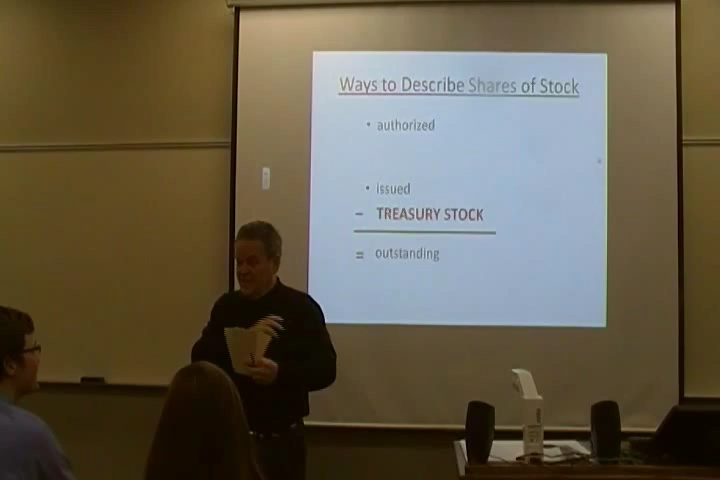 Ways to Describe Shares of Stock
• authorized
• issued
– TREASURY STOCK
= outstanding